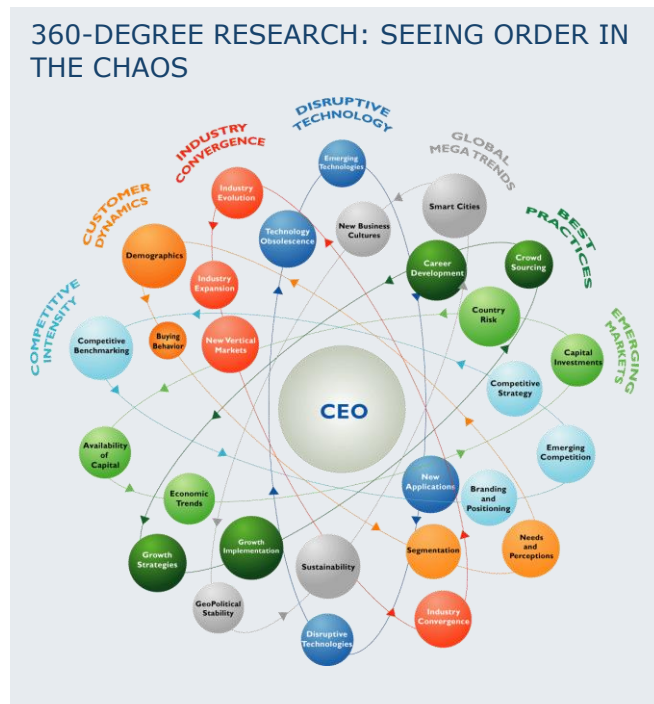 360-DEGREE RESEARCH: SEEING ORDER IN
THE CHAOS
DISRUPTIVE
TECHNOLOGY
INDUSTRY
CONVERGENCE
GLOBAL
MEGA TRENDS
CUSTOMER
DYNAMICS
BEST
PRACTICES
COMPETITIVE
INTENSITY
EMERGING
MARKETS
Emerging
Technologies
Industry
Evolution
Smart Cities
Technology
Obsolescence
New Business
Cultures
Demographics
Career
Development
Crowd
Sourcing
Industry
Expansion
Country
Risk
Competitive
Benchmarking
Buying
Behavior
New Vertical
Markets
Capital
Investments
Competitive
Strategy
CEO
Availability
of
Capital
Emerging
Competition
Economic
Trends
New
Applications
Branding
and
Positioning
Growth
Strategies
Growth
Implementation
Sustainability
Segmentation
Needs
and
Perceptions
GeoPolitical
Stability
Industry
Convergence
Disruptive
Technologies